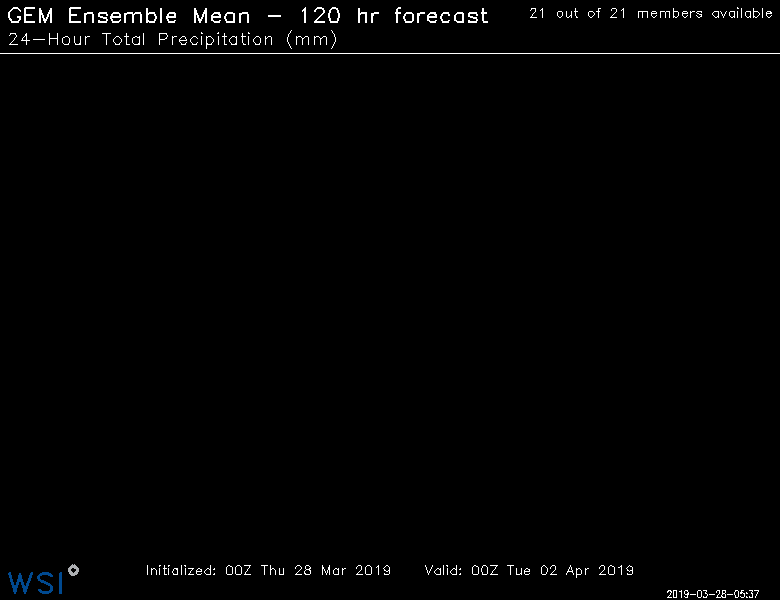 GEM Ensemble Mean - 120 hr forecast
21 out of 21 members available
24-Hour Total Precipitation (mm)
Initialized: 00Z Thu 28 Mar 2019
Valid: 00Z Tue 02 Apr 2019
WSI
2019-03-28-05:37